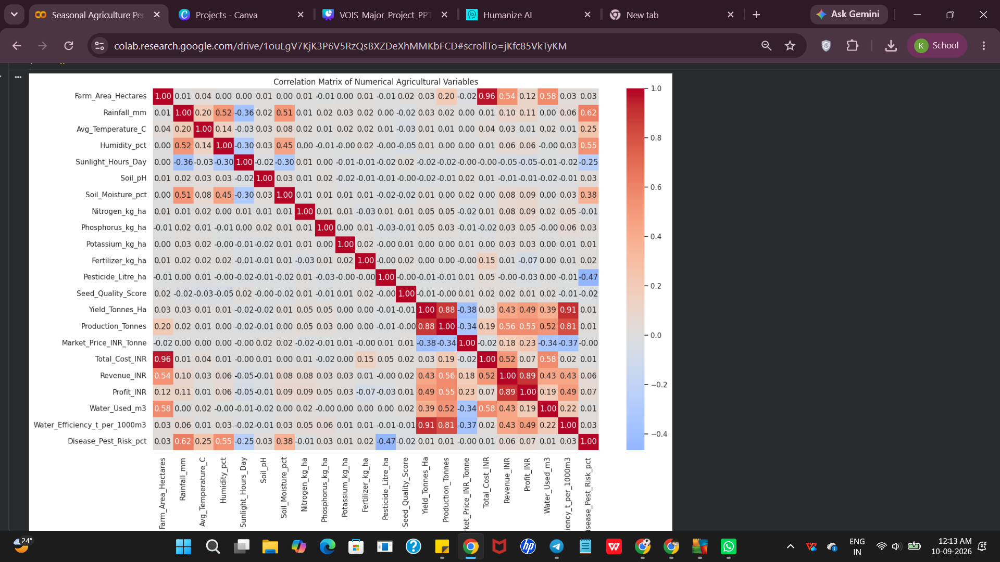 Seasonal Agriculture Per
Projects - Canva
VOIS_Major_Project_PPT
Humanize AI
New tab
Ask Gemini
colab.research.google.com/drive/1ouLgV7KjK3P6V5RzQsBXZDeXhMMKbFCD#scrollTo=jKfc85VkTyKM
K School
Correlation Matrix of Numerical Agricultural Variables
Farm_Area_Hectares 1.00 0.01 0.04 0.00 0.00 0.01 0.00 0.01 -0.01 0.00 0.01 -0.01 0.02 0.03 0.20 -0.02 0.96 0.54 0.12 0.58 0.03 0.03
Rainfall_mm 0.01 1.00 0.20 0.52 -0.36 0.02 0.51 0.01 0.02 0.03 0.02 0.00 -0.02 0.03 0.02 0.00 0.01 0.10 0.11 0.00 0.06 0.62
Avg_Temperature_C 0.04 0.20 1.00 0.14 -0.03 0.03 0.08 0.02 0.01 0.02 0.02 0.01 -0.03 0.01 0.01 0.00 0.04 0.03 0.01 0.02 0.01 0.25
Humidity_pct 0.00 0.52 0.14 1.00 -0.30 0.03 0.45 0.00 -0.01 -0.00 0.02 -0.00 -0.05 0.01 0.00 0.00 0.01 0.06 0.06 -0.00 0.03 0.55
Sunlight_Hours_Day 0.00 -0.36 -0.03 -0.30 1.00 -0.02 -0.30 0.01 0.00 -0.01 -0.01 -0.02 0.02 -0.02 -0.02 -0.00 -0.00 -0.05 -0.05 -0.01 -0.02 -0.25
Soil_pH 0.01 0.02 0.03 0.03 -0.02 1.00 0.03 0.01 0.02 -0.02 -0.01 -0.01 -0.00 -0.02 -0.01 0.02 0.01 -0.01 -0.01 -0.02 -0.01 0.03
Soil_Moisture_pct 0.00 0.51 0.08 0.45 -0.30 0.03 1.00 0.01 0.01 0.01 0.01 -0.02 -0.02 0.01 0.00 0.02 0.00 0.08 0.09 0.00 0.03 0.38
Nitrogen_kg_ha 0.01 0.01 0.02 0.00 0.01 0.01 0.01 1.00 0.01 0.01 -0.03 0.01 0.01 0.05 0.05 -0.02 0.01 0.08 0.09 0.02 0.05 -0.01
Phosphorus_kg_ha -0.01 0.02 0.01 -0.01 0.00 0.02 0.01 0.01 1.00 0.00 0.01 -0.03 -0.01 0.05 0.03 -0.01 -0.02 0.03 0.05 -0.00 0.06 0.03
Potassium_kg_ha 0.00 0.03 0.02 -0.00 -0.01 -0.02 0.01 0.01 0.00 1.00 0.02 -0.00 0.01 0.00 0.00 0.01 0.00 0.03 0.03 0.00 0.01 0.01
Fertilizer_kg_ha 0.01 0.02 0.02 0.02 -0.01 -0.01 0.01 -0.03 0.01 0.02 1.00 -0.00 0.02 0.00 0.00 -0.00 0.15 0.01 -0.07 0.00 0.01 0.02
Pesticide_Litre_ha -0.01 0.00 0.01 -0.00 -0.02 -0.01 -0.02 0.01 -0.03 -0.00 -0.00 1.00 -0.00 -0.01 -0.01 0.01 0.05 -0.00 -0.03 0.00 -0.01 -0.47
Seed_Quality_Score 0.02 -0.02 -0.03 -0.05 0.02 -0.00 -0.02 0.01 -0.01 0.01 0.02 -0.00 1.00 -0.01 -0.00 0.01 0.02 0.02 0.01 0.02 -0.01 -0.02
Yield_Tonnes_Ha 0.03 0.03 0.01 0.01 -0.02 -0.02 0.01 0.05 0.05 0.00 0.00 -0.01 -0.01 1.00 0.88 -0.38 0.03 0.43 0.49 0.39 0.91 0.01
Production_Tonnes 0.20 0.02 0.01 0.00 -0.02 -0.01 0.00 0.05 0.03 0.00 0.00 -0.01 -0.00 0.88 1.00 -0.34 0.19 0.56 0.55 0.52 0.81 0.01
Market_Price_INR_Tonne -0.02 0.00 0.00 0.00 -0.00 0.02 0.02 -0.02 -0.01 0.01 -0.00 0.01 0.01 -0.38 -0.34 1.00 -0.02 0.18 0.23 -0.34 -0.37 -0.00
Total_Cost_INR 0.96 0.01 0.04 0.01 -0.00 0.01 0.00 0.01 -0.02 0.00 0.15 0.05 0.02 0.03 0.19 -0.02 1.00 0.52 0.07 0.58 0.02 0.01
Revenue_INR 0.54 0.10 0.03 0.06 -0.05 -0.01 0.08 0.08 0.03 0.03 0.01 -0.00 0.02 0.43 0.56 0.18 0.52 1.00 0.89 0.43 0.43 0.06
Profit_INR 0.12 0.11 0.01 0.06 -0.05 -0.01 0.09 0.09 0.05 0.03 -0.07 -0.03 0.01 0.49 0.55 0.23 0.07 0.89 1.00 0.19 0.49 0.07
Water_Used_m3 0.58 0.00 0.02 -0.00 -0.01 -0.02 0.00 0.02 -0.00 0.00 0.00 0.00 0.02 0.39 0.52 -0.34 0.58 0.43 0.19 1.00 0.22 0.01
Water_Efficiency_t_per_1000m3 0.03 0.06 0.01 0.03 -0.02 -0.01 0.03 0.05 0.06 0.01 0.01 -0.01 -0.01 0.91 0.81 -0.37 0.02 0.43 0.49 0.22 1.00 0.03
Disease_Pest_Risk_pct 0.03 0.62 0.25 0.55 -0.25 0.03 0.38 -0.01 0.03 0.01 0.02 -0.47 -0.02 0.01 0.01 -0.00 0.01 0.06 0.07 0.01 0.03 1.00
Farm_Area_Hectares
Rainfall_mm
Avg_Temperature_C
Humidity_pct
Sunlight_Hours_Day
Soil_pH
Soil_Moisture_pct
Nitrogen_kg_ha
Phosphorus_kg_ha
Potassium_kg_ha
Fertilizer_kg_ha
Pesticide_Litre_ha
Seed_Quality_Score
Yield_Tonnes_Ha
Production_Tonnes
rket_Price_INR_Tonne
Total_Cost_INR
Revenue_INR
Profit_INR
Water_Used_m3
iency_t_per_1000m3
isease_Pest_Risk_pct
1.0
0.8
0.6
0.4
0.2
0.0
−0.2
−0.4
24°
ENG
IN
12:13 AM
10-09-2026